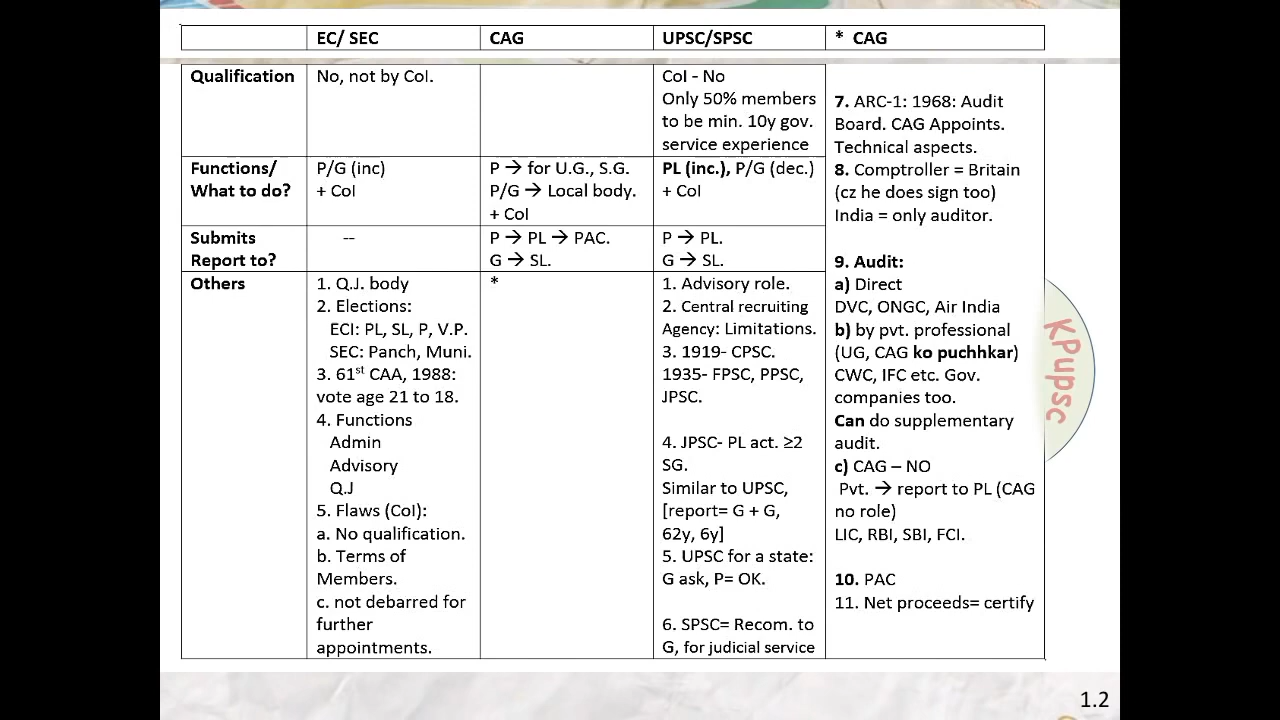 EC/ SEC CAG UPSC/SPSC * CAG
Qualification
No, not by CoI.
CoI - No
Only 50% members
to be min. 10y gov.
service experience
Functions/
What to do?
P/G (inc)
+ CoI
P → for U.G., S.G.
P/G → Local body.
+ CoI
PL (inc.), P/G (dec.)
+ CoI
Submits
Report to?
--
P → PL → PAC.
G → SL.
P → PL.
G → SL.
Others
1. Q.J. body
2. Elections:
ECI: PL, SL, P, V.P.
SEC: Panch, Muni.
3. 61st CAA, 1988:
vote age 21 to 18.
4. Functions
Admin
Advisory
Q.J
5. Flaws (CoI):
a. No qualification.
b. Terms of
Members.
c. not debarred for
further
appointments.
*
1. Advisory role.
2. Central recruiting
Agency: Limitations.
3. 1919- CPSC.
1935- FPSC, PPSC,
JPSC.
4. JPSC- PL act. ≥2
SG.
Similar to UPSC,
[report= G + G,
62y, 6y]
5. UPSC for a state:
G ask, P= OK.
6. SPSC= Recom. to
G, for judicial service
7. ARC-1: 1968: Audit
Board. CAG Appoints.
Technical aspects.
8. Comptroller = Britain
(cz he does sign too)
India = only auditor.
9. Audit:
a) Direct
DVC, ONGC, Air India
b) by pvt. professional
(UG, CAG ko puchhkar)
CWC, IFC etc. Gov.
companies too.
Can do supplementary
audit.
c) CAG – NO
Pvt. → report to PL (CAG
no role)
LIC, RBI, SBI, FCI.
10. PAC
11. Net proceeds= certify
KPupsc
1.2